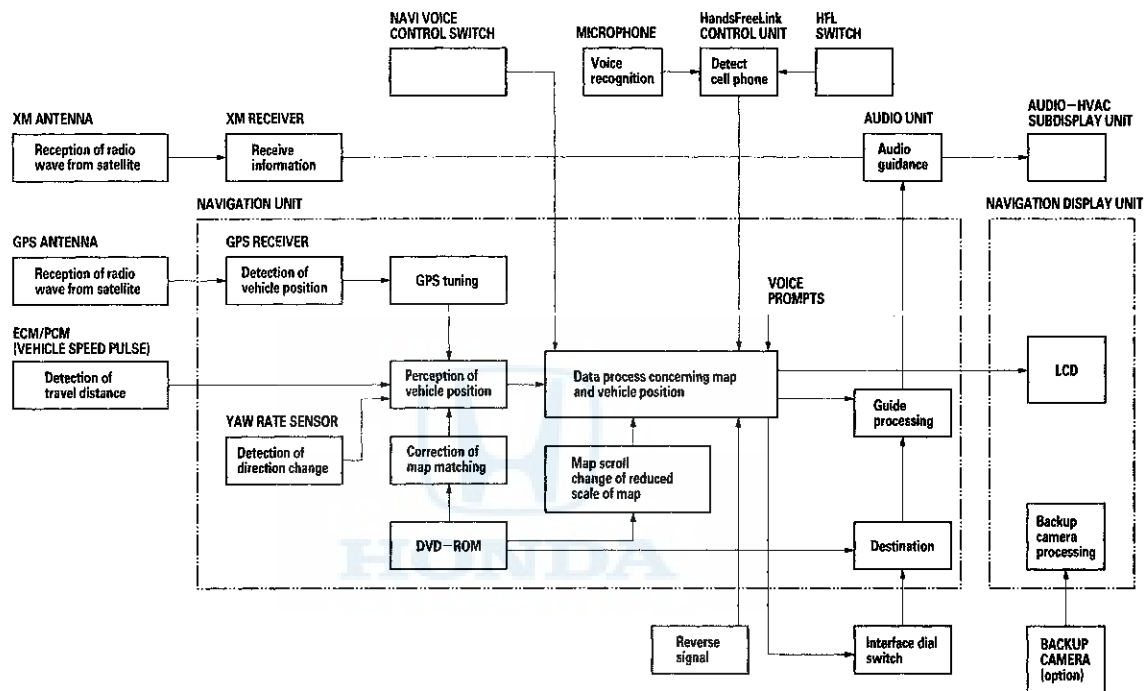 NAVI VOICE
CONTROL SWITCH
MICROPHONE
Voice
recognition
HandsFreeLink
CONTROL UNIT
Detect
cell phone
HFL
SWITCH
XM ANTENNA
Reception of radio
wave from satellite
XM RECEIVER
Receive
information
AUDIO UNIT
Audio
guidance
AUDIO-HVAC
SUBDISPLAY UNIT
NAVIGATION UNIT
NAVIGATION DISPLAY UNIT
GPS ANTENNA
Reception of radio
wave from satellite
GPS RECEIVER
Detection of
vehicle position
GPS tuning
VOICE
PROMPTS
ECM/PCM
(VEHICLE SPEED PULSE)
Detection of
travel distance
Perception of
vehicle position
Data process concerning map
and vehicle position
LCD
Guide
processing
YAW RATE SENSOR
Detection of
direction change
Correction of
map matching
Map scroll
change of reduced
scale of map
DVD-ROM
Destination
Backup
camera
processing
HONDA
Reverse
signal
Interface dial
switch
BACKUP
CAMERA
(option)